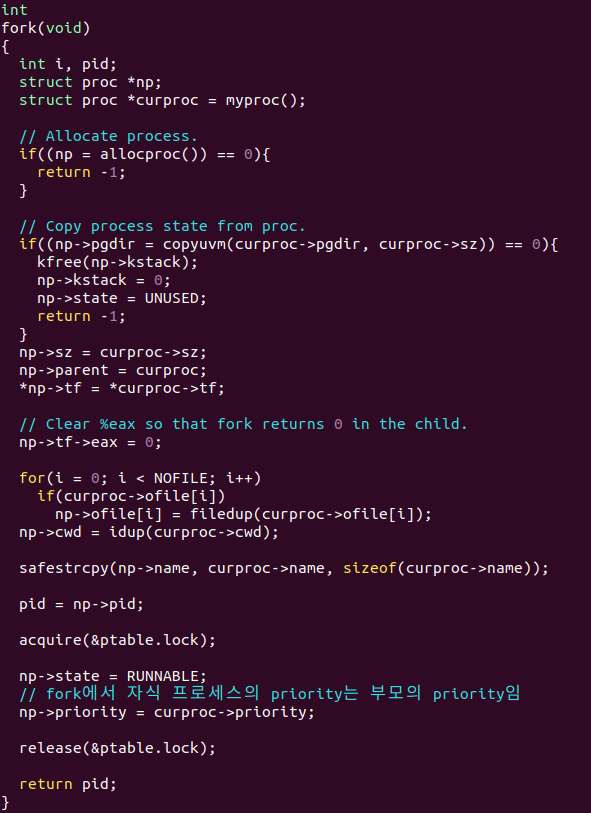 int
fork(void)
{
  int i, pid;
  struct proc *np;
  struct proc *curproc = myproc();

  // Allocate process.
  if((np = allocproc()) == 0){
    return -1;
  }

  // Copy process state from proc.
  if((np->pgdir = copyuvm(curproc->pgdir, curproc->sz)) == 0){
    kfree(np->kstack);
    np->kstack = 0;
    np->state = UNUSED;
    return -1;
  }
  np->sz = curproc->sz;
  np->parent = curproc;
  *np->tf = *curproc->tf;

  // Clear %eax so that fork returns 0 in the child.
  np->tf->eax = 0;

  for(i = 0; i < NOFILE; i++)
    if(curproc->ofile[i])
      np->ofile[i] = filedup(curproc->ofile[i]);
  np->cwd = idup(curproc->cwd);

  safestrcpy(np->name, curproc->name, sizeof(curproc->name));

  pid = np->pid;

  acquire(&ptable.lock);

  np->state = RUNNABLE;
  // fork에서 자식 프로세스의 priority는 부모의 priority임
  np->priority = curproc->priority;

  release(&ptable.lock);

  return pid;
}